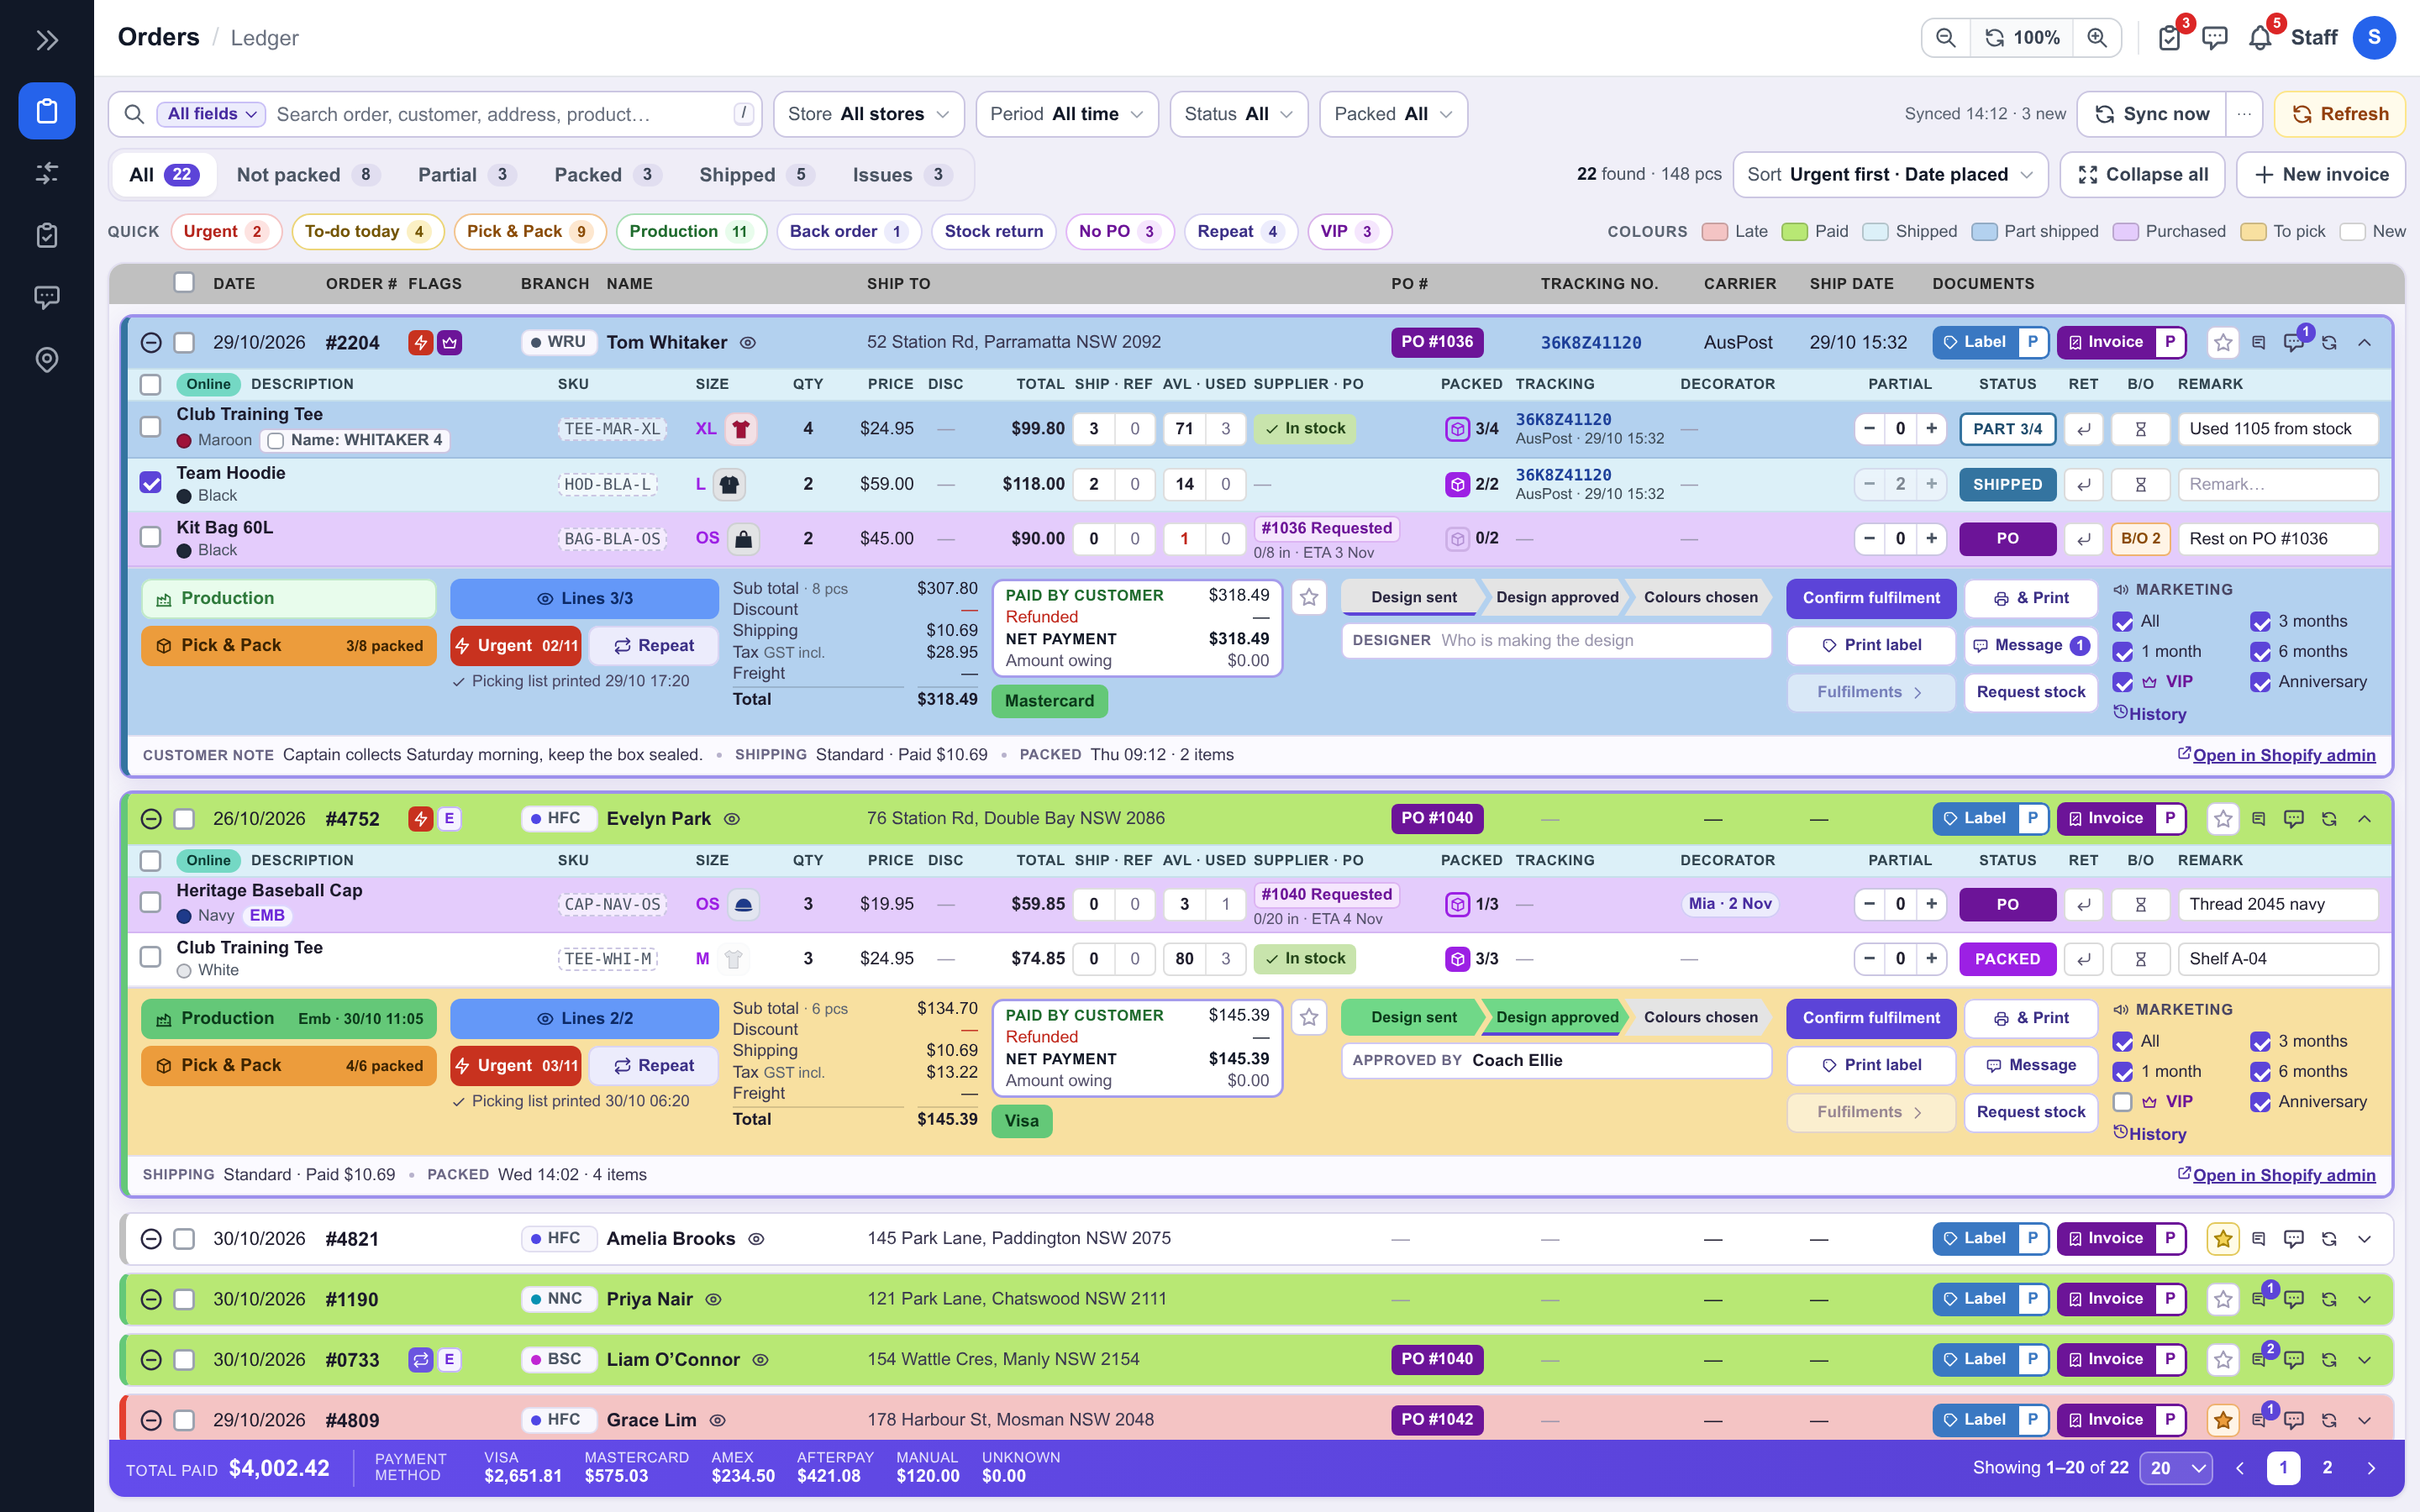 Orders / Ledger
100%
3
5
Staff
S
All fields
Search order, customer, address, product…
/
Store All stores
Period All time
Status All
Packed All
Synced 14:12 · 3 new
Sync now
...
Refresh
All 22
Not packed 8
Partial 3
Packed 3
Shipped 5
Issues 3
22 found · 148 pcs
Sort Urgent first · Date placed
Collapse all
New invoice
QUICK
Urgent 2
To-do today 4
Pick & Pack 9
Production 11
Back order 1
Stock return
No PO 3
Repeat 4
VIP 3
COLOURS Late Paid Shipped Part shipped Purchased To pick New
DATE ORDER # FLAGS BRANCH NAME SHIP TO PO # TRACKING NO. CARRIER SHIP DATE DOCUMENTS
29/10/2026 #2204 WRU Tom Whitaker 52 Station Rd, Parramatta NSW 2092 PO #1036 36K8Z41120 AusPost 29/10 15:32 Label P Invoice P 1
Online DESCRIPTION SKU SIZE QTY PRICE DISC TOTAL SHIP · REF AVL · USED SUPPLIER · PO PACKED TRACKING DECORATOR PARTIAL STATUS RET B/O REMARK
Club Training Tee
Maroon Name: WHITAKER 4
TEE-MAR-XL XL 4 $24.95 — $99.80 3 0 71 3 In stock 3/4
36K8Z41120
AusPost · 29/10 15:32
— − 0 + PART 3/4 Used 1105 from stock
Team Hoodie
Black
HOD-BLA-L L 2 $59.00 — $118.00 2 0 14 0 — 2/2
36K8Z41120
AusPost · 29/10 15:32
— − 2 + SHIPPED Remark…
Kit Bag 60L
Black
BAG-BLA-OS OS 2 $45.00 — $90.00 0 0 1 0
#1036 Requested
0/8 in · ETA 3 Nov
0/2 — — − 0 + PO B/O 2 Rest on PO #1036
Production
Pick & Pack 3/8 packed
Lines 3/3
Urgent 02/11
Repeat
Picking list printed 29/10 17:20
Sub total · 8 pcs $307.80
Discount —
Shipping $10.69
Tax GST incl. $28.95
Freight —
Total $318.49
PAID BY CUSTOMER $318.49
Refunded —
NET PAYMENT $318.49
Amount owing $0.00
Mastercard
Design sent
Design approved
Colours chosen
DESIGNER Who is making the design
Confirm fulfilment
& Print
Print label
Message 1
Fulfilments
Request stock
MARKETING
All 3 months
1 month 6 months
VIP Anniversary
History
CUSTOMER NOTE Captain collects Saturday morning, keep the box sealed. • SHIPPING Standard · Paid $10.69 • PACKED Thu 09:12 · 2 items
Open in Shopify admin
26/10/2026 #4752 E HFC Evelyn Park 76 Station Rd, Double Bay NSW 2086 PO #1040 — — — Label P Invoice P
Online DESCRIPTION SKU SIZE QTY PRICE DISC TOTAL SHIP · REF AVL · USED SUPPLIER · PO PACKED TRACKING DECORATOR PARTIAL STATUS RET B/O REMARK
Heritage Baseball Cap
Navy EMB
CAP-NAV-OS OS 3 $19.95 — $59.85 0 0 3 1
#1040 Requested
0/20 in · ETA 4 Nov
1/3 — Mia · 2 Nov − 0 + PO Thread 2045 navy
Club Training Tee
White
TEE-WHI-M M 3 $24.95 — $74.85 0 0 80 3 In stock 3/3 — — − 0 + PACKED Shelf A-04
Production Emb · 30/10 11:05
Pick & Pack 4/6 packed
Lines 2/2
Urgent 03/11
Repeat
Picking list printed 30/10 06:20
Sub total · 6 pcs $134.70
Discount —
Shipping $10.69
Tax GST incl. $13.22
Freight —
Total $145.39
PAID BY CUSTOMER $145.39
Refunded —
NET PAYMENT $145.39
Amount owing $0.00
Visa
Design sent
Design approved
Colours chosen
APPROVED BY Coach Ellie
Confirm fulfilment
& Print
Print label
Message
Fulfilments
Request stock
MARKETING
All 3 months
1 month 6 months
VIP Anniversary
History
SHIPPING Standard · Paid $10.69 • PACKED Wed 14:02 · 4 items
Open in Shopify admin
30/10/2026 #4821 HFC Amelia Brooks 145 Park Lane, Paddington NSW 2075 — — — — Label P Invoice P
30/10/2026 #1190 NNC Priya Nair 121 Park Lane, Chatswood NSW 2111 — — — — Label P Invoice P 1
30/10/2026 #0733 E BSC Liam O’Connor 154 Wattle Cres, Manly NSW 2154 PO #1040 — — — Label P Invoice P 2
29/10/2026 #4809 HFC Grace Lim 178 Harbour St, Mosman NSW 2048 PO #1042 — — — Label P Invoice P 1
TOTAL PAID $4,002.42
PAYMENT METHOD
VISA $2,651.81
MASTERCARD $575.03
AMEX $234.50
AFTERPAY $421.08
MANUAL $120.00
UNKNOWN $0.00
Showing 1–20 of 22
20
1
2